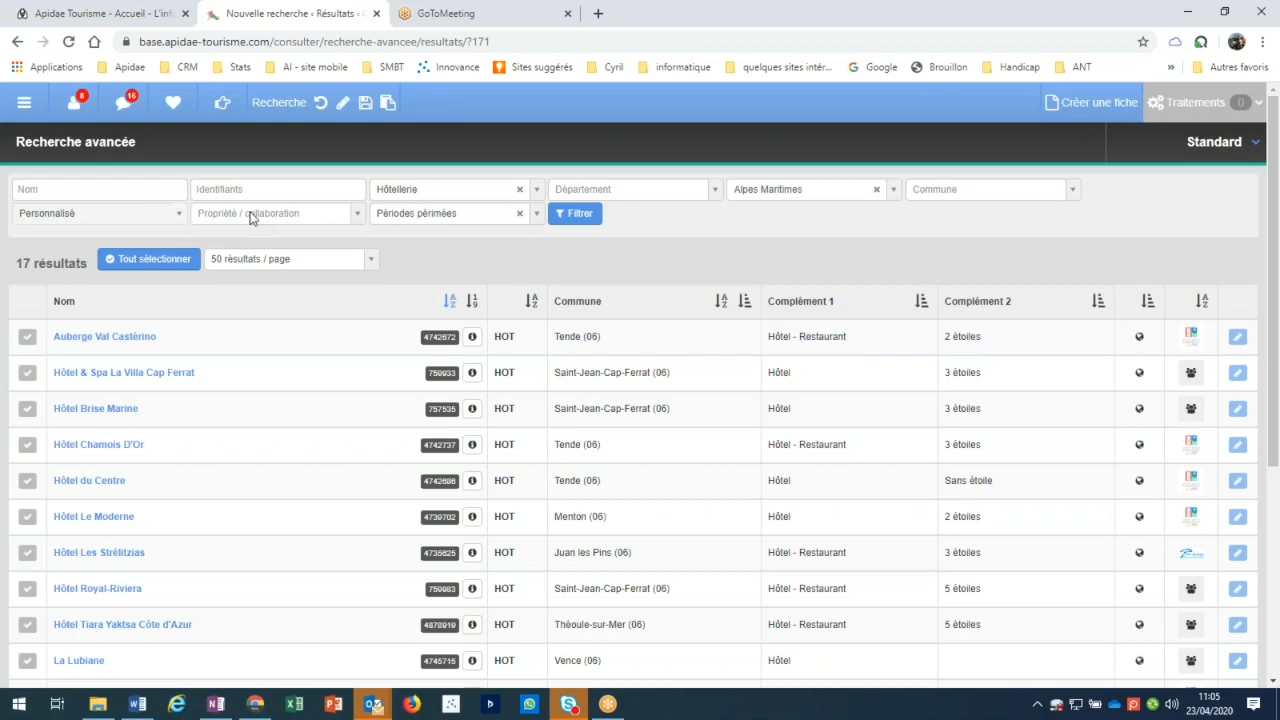 Apidae Tourisme - Accueil - L'inf
Nouvelle recherche ‹ Résultats ‹
GoToMeeting
base.apidae-tourisme.com/consulter/recherche-avancee/resultats/?171
Applications Apidae CRM Stats AI - site mobile SMBT Innovance Sites suggérés Cyril informatique quelques sites intér... Google Brouillon Handicap ANT » Autres favoris
8 16 Recherche Créer une fiche Traitements 0
Recherche avancée Standard
Nom Identifiants Hôtellerie Département Alpes Maritimes Commune
Personnalisé Propriété / collaboration Périodes périmées Filtrer
17 résultats Tout sélectionner 50 résultats / page
Nom Commune Complément 1 Complément 2
Auberge Val Castérino 4742672 HOT Tende (06) Hôtel - Restaurant 2 étoiles
Hôtel & Spa La Villa Cap Ferrat 759933 HOT Saint-Jean-Cap-Ferrat (06) Hôtel 3 étoiles
Hôtel Brise Marine 757535 HOT Saint-Jean-Cap-Ferrat (06) Hôtel 3 étoiles
Hôtel Chamois D'Or 4742737 HOT Tende (06) Hôtel - Restaurant 3 étoiles
Hôtel du Centre 4742686 HOT Tende (06) Hôtel Sans étoile
Hôtel Le Moderne 4739702 HOT Menton (06) Hôtel 2 étoiles
Hôtel Les Strélitzias 4735625 HOT Juan les Pins (06) Hôtel - Restaurant 3 étoiles
Hôtel Royal-Riviera 759983 HOT Saint-Jean-Cap-Ferrat (06) Hôtel - Restaurant 5 étoiles
Hôtel Tiara Yaktsa Côte d'Azur 4878919 HOT Théoule-sur-Mer (06) Hôtel - Restaurant 5 étoiles
La Lubiane 4745715 HOT Vence (06) Hôtel
11:05
23/04/2020